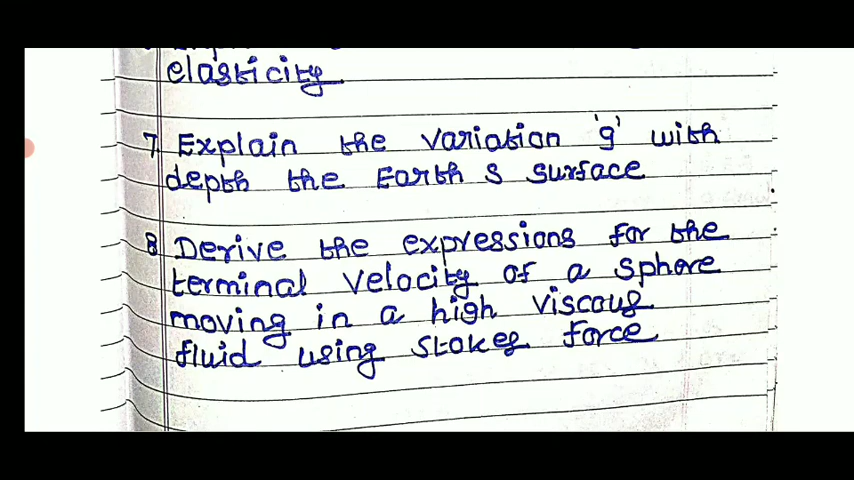 elasticity
7. Explain the variation 'g' with
depth the Earth s surface
8 Derive the expressions for the
terminal velocity of a sphere
moving in a high viscous
fluid using stokes force